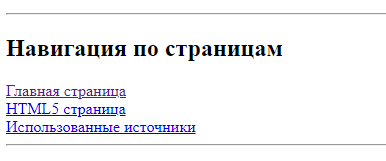 Навигация по страницам
Главная страница
HTML5 страница
Использованные источники